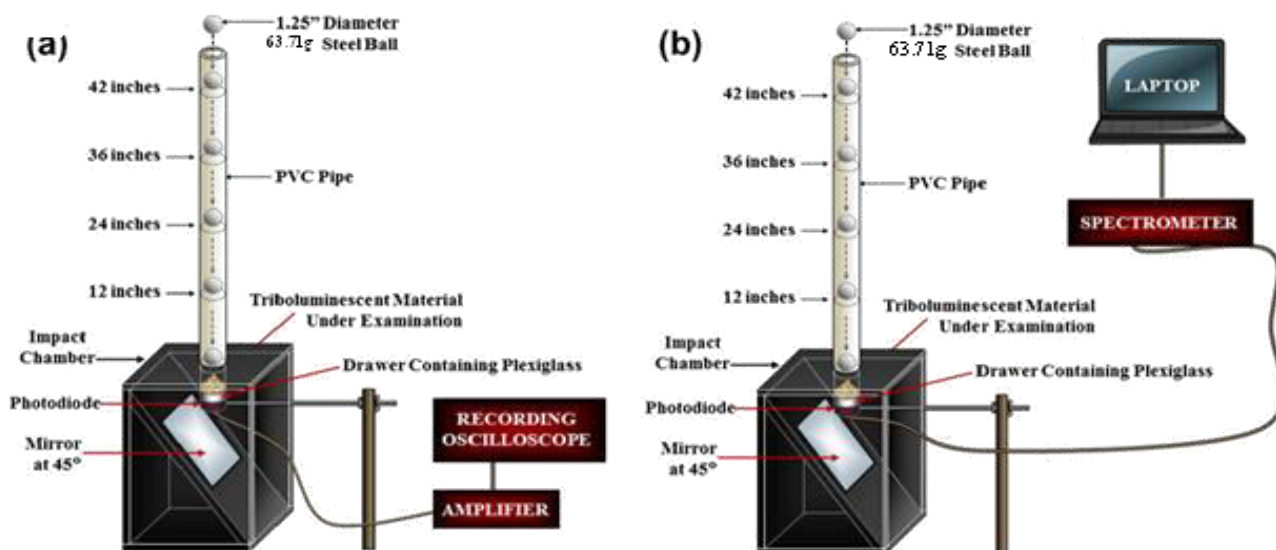 (a)
1.25” Diameter
63.71g Steel Ball
42 inches
36 inches
PVC Pipe
24 inches
12 inches
Triboluminescent Material
Under Examination
Impact
Chamber
Drawer Containing Plexiglass
Photodiode
Mirror
at 45°
RECORDING
OSCILLOSCOPE
AMPLIFIER
(b)
1.25” Diameter
63.71g Steel Ball
42 inches
36 inches
PVC Pipe
24 inches
12 inches
Triboluminescent Material
Under Examination
Impact
Chamber
Drawer Containing Plexiglass
Photodiode
Mirror
at 45°
LAPTOP
SPECTROMETER